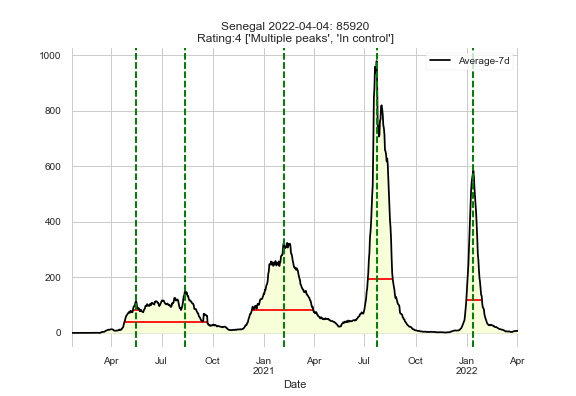 Senegal 2022-04-04: 85920
Rating:4 ['Multiple peaks', 'In control']
Average-7d
1000
800
600
400
200
0
Apr
Jul
Oct
Jan
2021
Apr
Jul
Oct
Jan
2022
Apr
Date